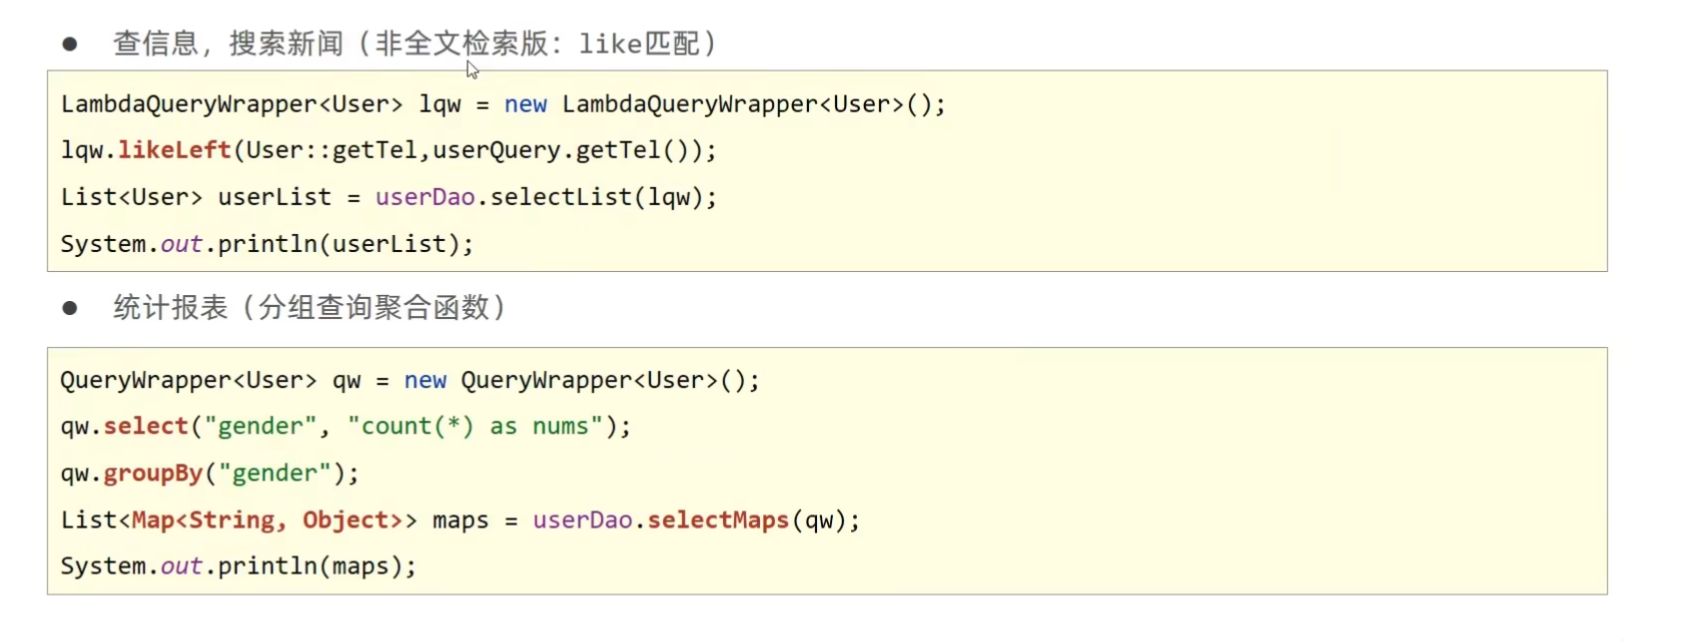 ● 查信息，搜索新闻（非全文检索版：like匹配）
LambdaQueryWrapper<User> lqw = new LambdaQueryWrapper<User>();
lqw.likeLeft(User::getTel,userQuery.getTel());
List<User> userList = userDao.selectList(lqw);
System.out.println(userList);
● 统计报表（分组查询聚合函数）
QueryWrapper<User> qw = new QueryWrapper<User>();
qw.select("gender", "count(*) as nums");
qw.groupBy("gender");
List<Map<String, Object>> maps = userDao.selectMaps(qw);
System.out.println(maps);